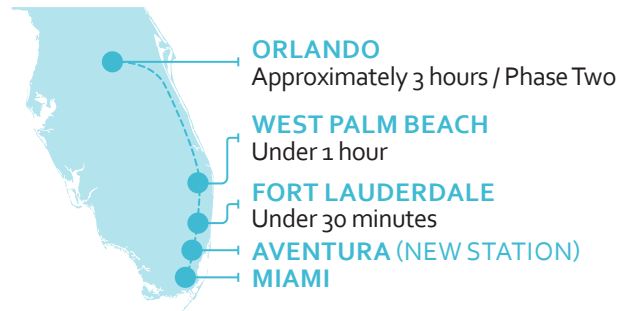 ORLANDO
Approximately 3 hours / Phase Two
WEST PALM BEACH
Under 1 hour
FORT LAUDERDALE
Under 30 minutes
AVENTURA (NEW STATION)
MIAMI